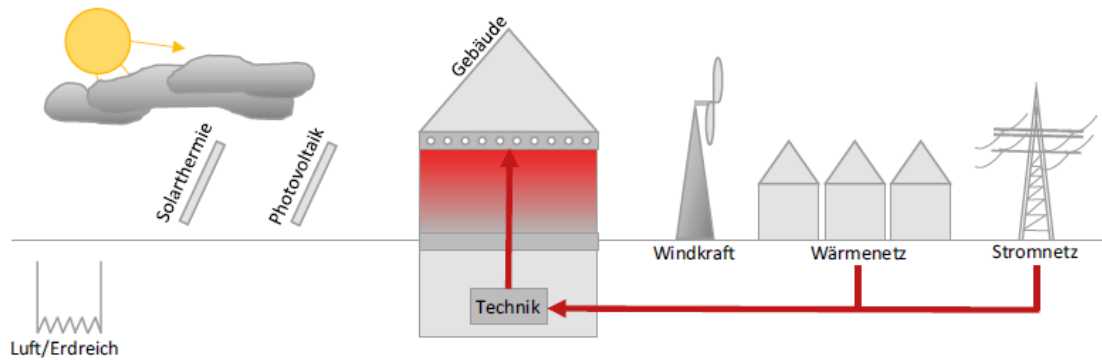 Gebäude
Solarthermie
Photovoltaik
Windkraft
Wärmenetz
Stromnetz
Technik
Luft/Erdreich